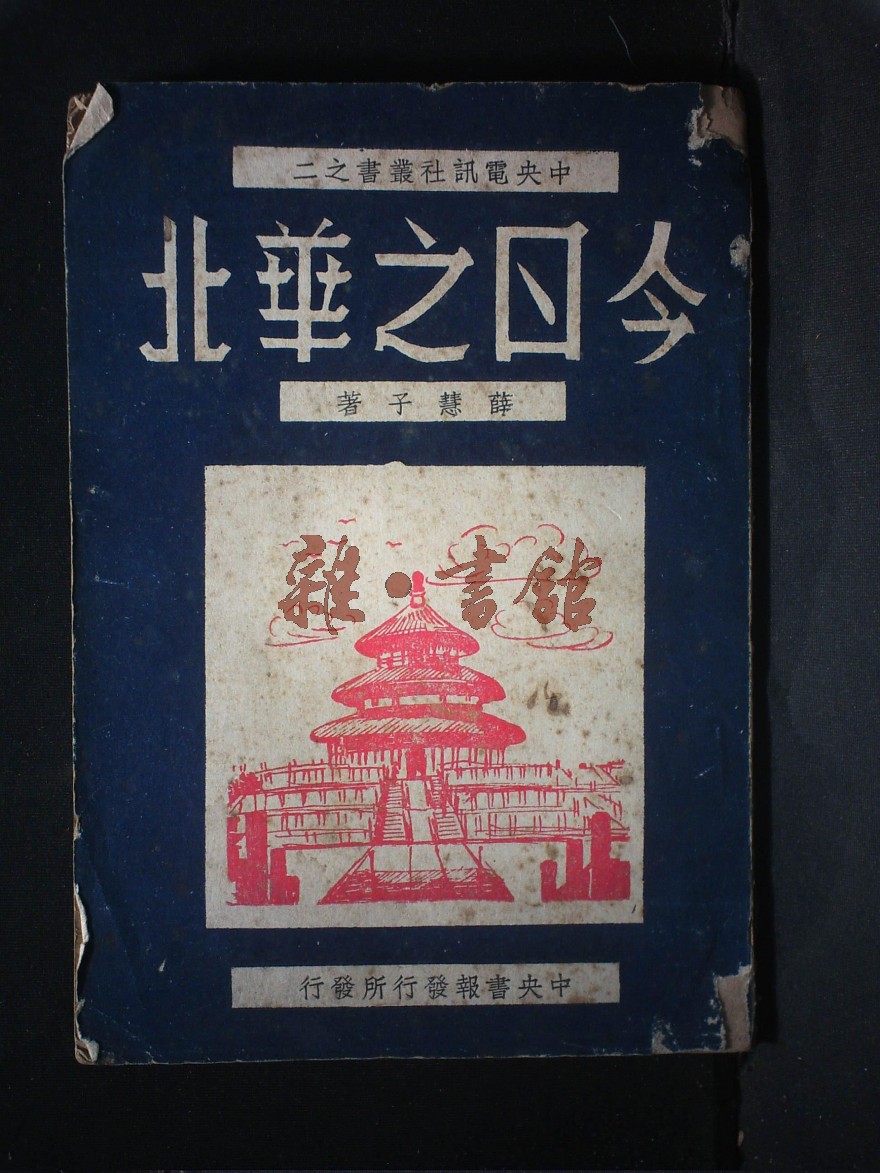 中央電訊社叢書之二
今日之華北
薛慧子著
雜·書館
中央書報發行所發行